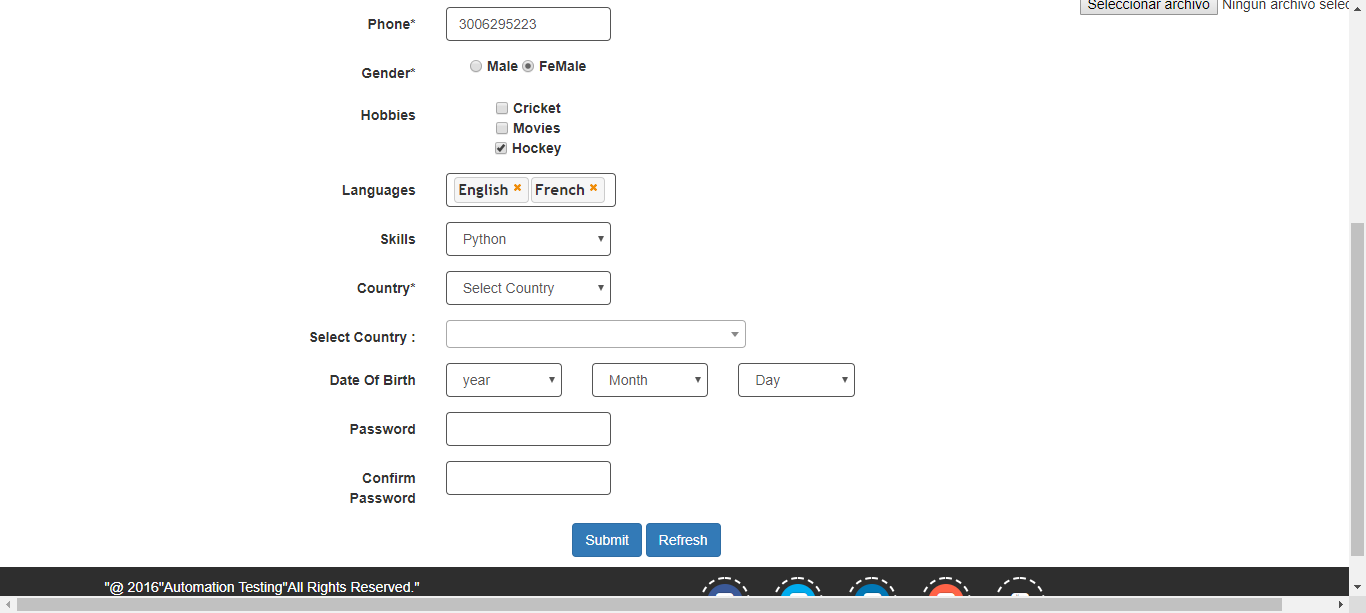 Seleccionar archivo Ningún archivo selec
Phone* 3006295223
Gender* Male FeMale
Hobbies Cricket
Movies
Hockey
Languages English × French ×
Skills Python
Country* Select Country
Select Country :
Date Of Birth year Month Day
Password
Confirm
Password
Submit Refresh
"@ 2016"Automation Testing"All Rights Reserved."